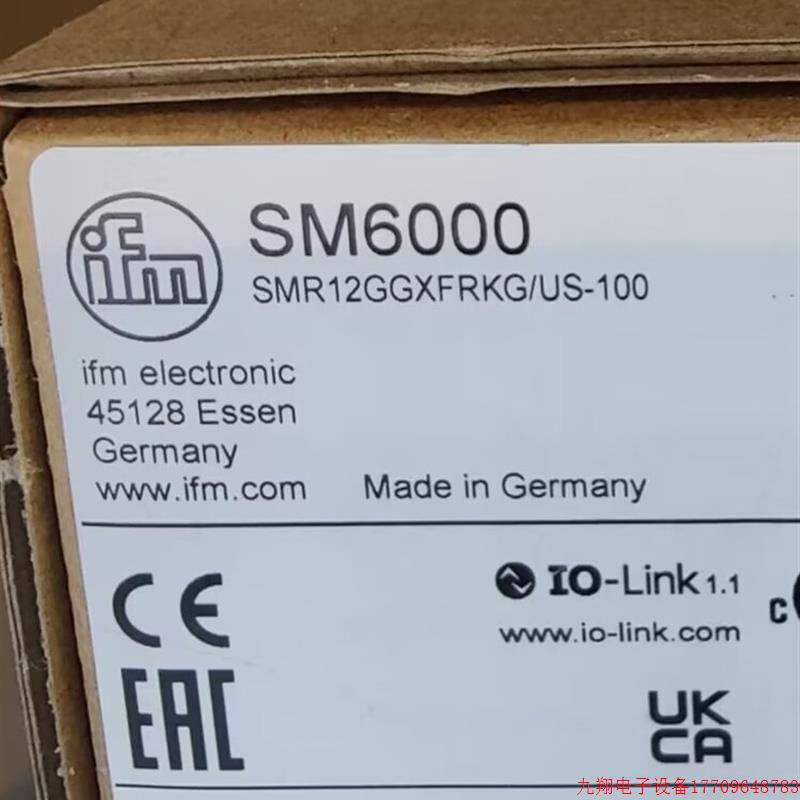 ifm
SM6000
SMR12GGXFRKG/US-100
ifm electronic
45128 Essen
Germany
www.ifm.com
Made in Germany
CE
IO-Link 1.1
www.io-link.com
C
EAC
UK
CA
九翔电子设备17709648783